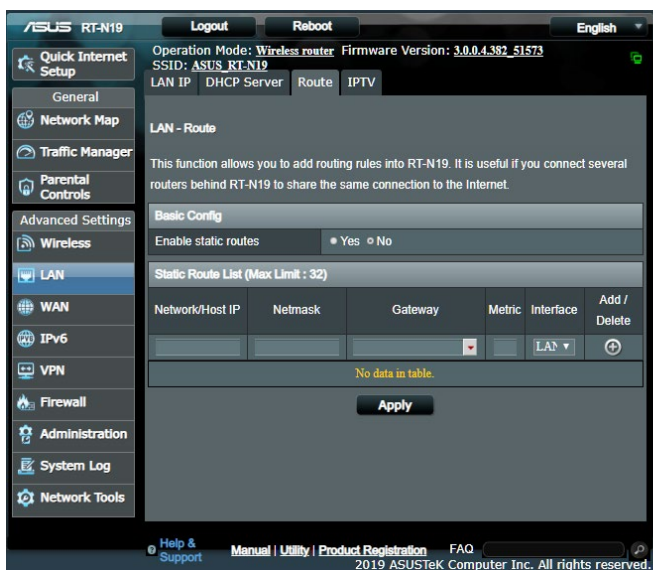 ASUS RT-N19 Logout Reboot English
Quick Internet Setup
General
Network Map
Traffic Manager
Parental Controls
Advanced Settings
Wireless
LAN
WAN
IPv6
VPN
Firewall
Administration
System Log
Network Tools
Operation Mode: Wireless router Firmware Version: 3.0.0.4.382_51573
SSID: ASUS_RT-N19
LAN IP DHCP Server Route IPTV
LAN - Route
This function allows you to add routing rules into RT-N19. It is useful if you connect several
routers behind RT-N19 to share the same connection to the Internet.
Basic Config
Enable static routes Yes No
Static Route List (Max Limit : 32)
Network/Host IP Netmask Gateway Metric Interface Add / Delete
LAN
No data in table.
Apply
Help & Support Manual | Utility | Product Registration FAQ
2019 ASUSTeK Computer Inc. All rights reserved.